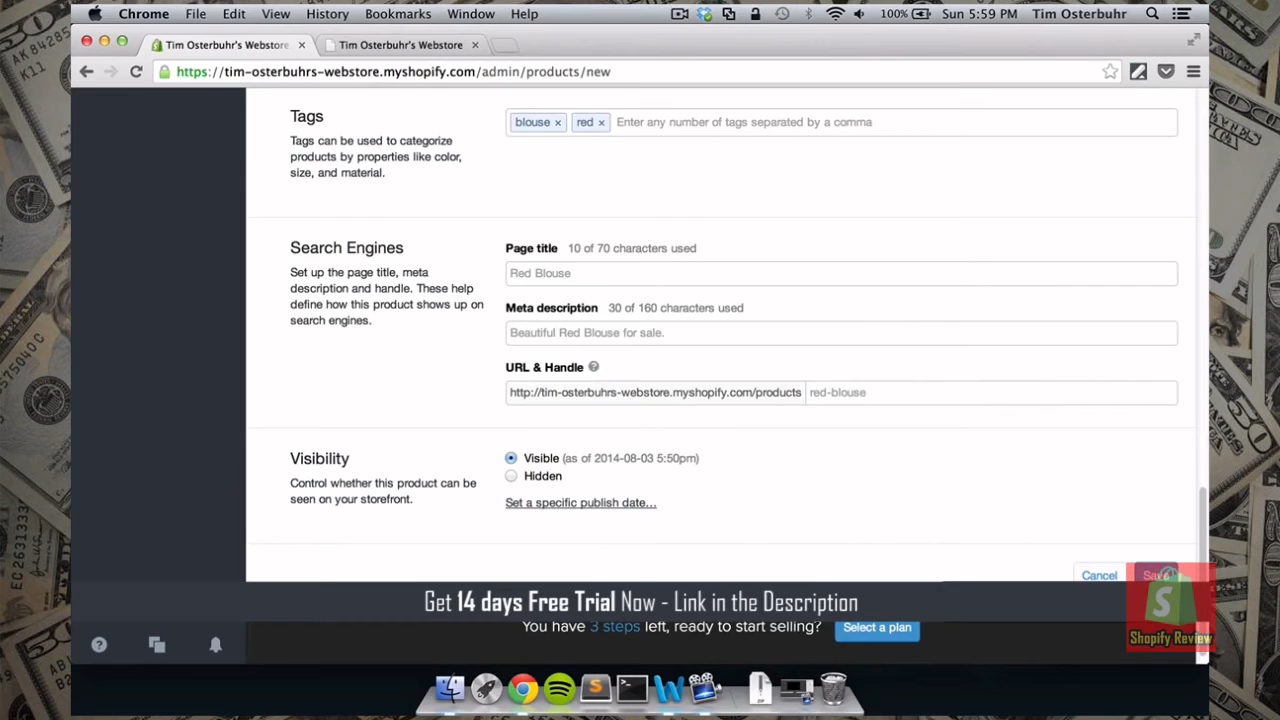 Chrome File Edit View History Bookmarks Window Help 100% Sun 5:59 PM Tim Osterbuhr
Tim Osterbuhr's Webstore Tim Osterbuhr's Webstore
https://tim-osterbuhrs-webstore.myshopify.com/admin/products/new
Tags
Tags can be used to categorize
products by properties like color,
size, and material.
blouse × red × Enter any number of tags separated by a comma
Search Engines
Set up the page title, meta
description and handle. These help
define how this product shows up on
search engines.
Page title 10 of 70 characters used
Red Blouse
Meta description 30 of 160 characters used
Beautiful Red Blouse for sale.
URL & Handle ?
http://tim-osterbuhrs-webstore.myshopify.com/products red-blouse
Visibility
Control whether this product can be
seen on your storefront.
Visible (as of 2014-08-03 5:50pm)
Hidden
Set a specific publish date...
Cancel Save
Get 14 days Free Trial Now - Link in the Description
You have 3 steps left, ready to start selling? Select a plan
S
Shopify Review